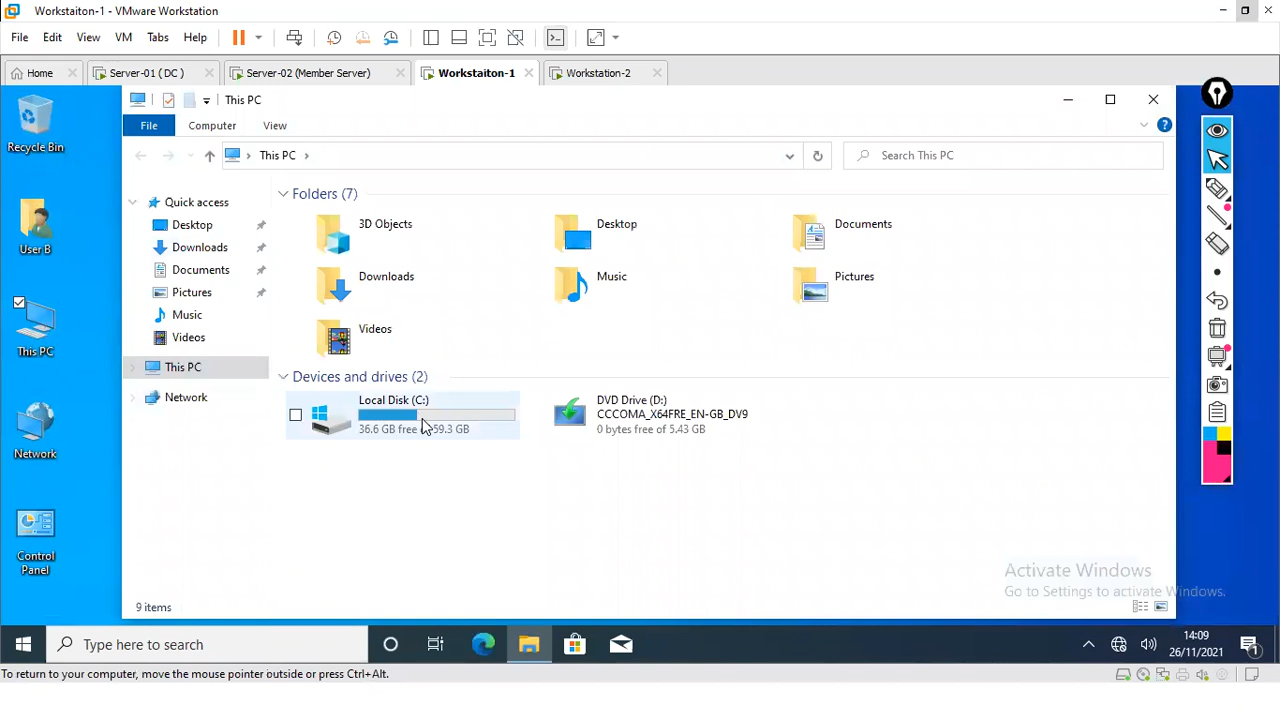 Workstaiton-1 - VMware Workstation
File Edit View VM Tabs Help
Home Server-01 ( DC ) Server-02 (Member Server) Workstaiton-1 Workstation-2
This PC
File Computer View
This PC
Search This PC
Recycle Bin
User B
This PC
Network
Control
Panel
Quick access
Desktop
Downloads
Documents
Pictures
Music
Videos
This PC
Network
Folders (7)
3D Objects
Desktop
Documents
Downloads
Music
Pictures
Videos
Devices and drives (2)
Local Disk (C:)
36.6 GB free 59.3 GB
DVD Drive (D:)
CCCOMA_X64FRE_EN-GB_DV9
0 bytes free of 5.43 GB
Activate Windows
Go to Settings to activate Windows.
9 items
Type here to search
14:09
26/11/2021
1
To return to your computer, move the mouse pointer outside or press Ctrl+Alt.